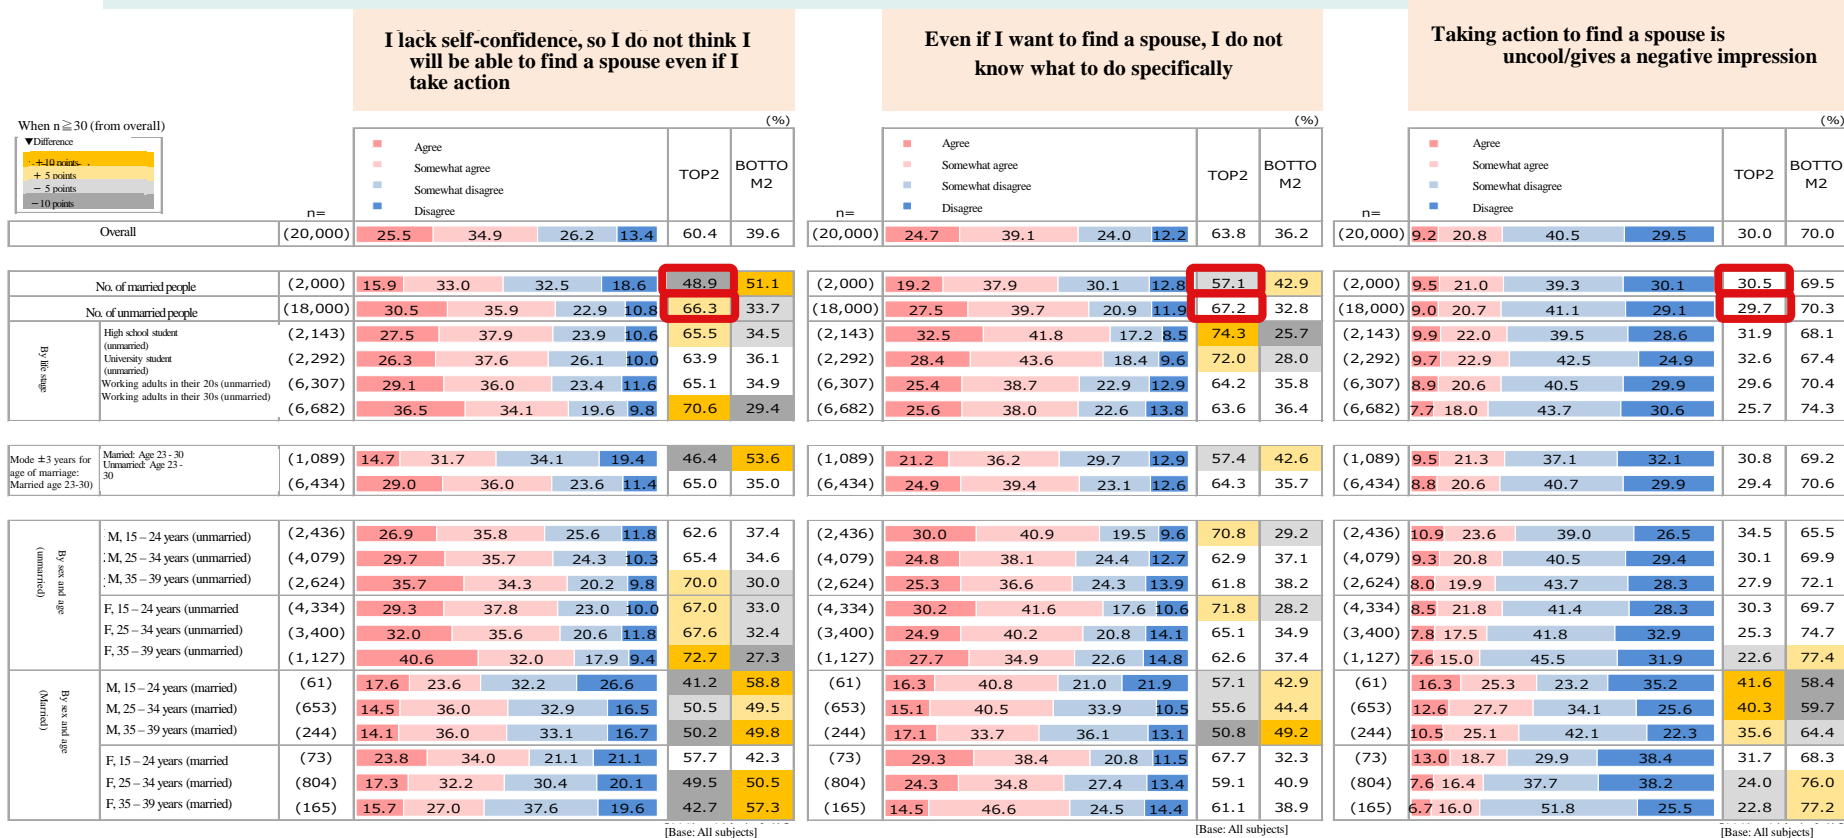 I lack self-confidence, so I do not think I
will be able to find a spouse even if I
take action
Even if I want to find a spouse, I do not
know what to do specifically
Taking action to find a spouse is
uncool/gives a negative impression
When n≧30 (from overall)
▼Difference
+10 points
+ 5 points
− 5 points
−10 points
(%)
(%)
(%)
Agree
Somewhat agree
Somewhat disagree
Disagree
TOP2
BOTTO
M2
Agree
Somewhat agree
Somewhat disagree
Disagree
TOP2
BOTTO
M2
Agree
Somewhat agree
Somewhat disagree
Disagree
TOP2
BOTTO
M2
n=
n=
n=
Overall (20,000) 25.5 34.9 26.2 13.4 60.4 39.6 (20,000) 24.7 39.1 24.0 12.2 63.8 36.2 (20,000) 9.2 20.8 40.5 29.5 30.0 70.0
No. of married people (2,000) 15.9 33.0 32.5 18.6 48.9 51.1 (2,000) 19.2 37.9 30.1 12.8 57.1 42.9 (2,000) 9.5 21.0 39.3 30.1 30.5 69.5
No. of unmarried people (18,000) 30.5 35.9 22.9 10.8 66.3 33.7 (18,000) 27.5 39.7 20.9 11.9 67.2 32.8 (18,000) 9.0 20.7 41.1 29.1 29.7 70.3
By life stage
High school student
(unmarried)
(2,143) 27.5 37.9 23.9 10.6 65.5 34.5 (2,143) 32.5 41.8 17.2 8.5 74.3 25.7 (2,143) 9.9 22.0 39.5 28.6 31.9 68.1
University student
(unmarried)
(2,292) 26.3 37.6 26.1 10.0 63.9 36.1 (2,292) 28.4 43.6 18.4 9.6 72.0 28.0 (2,292) 9.7 22.9 42.5 24.9 32.6 67.4
Working adults in their 20s (unmarried) (6,307) 29.1 36.0 23.4 11.6 65.1 34.9 (6,307) 25.4 38.7 22.9 12.9 64.2 35.8 (6,307) 8.9 20.6 40.5 29.9 29.6 70.4
Working adults in their 30s (unmarried) (6,682) 36.5 34.1 19.6 9.8 70.6 29.4 (6,682) 25.6 38.0 22.6 13.8 63.6 36.4 (6,682) 7.7 18.0 43.7 30.6 25.7 74.3
Mode ±3 years for
age of marriage:
Married age 23-30)
Married: Age 23 - 30
Unmarried: Age 23 -
30
(1,089) 14.7 31.7 34.1 19.4 46.4 53.6 (1,089) 21.2 36.2 29.7 12.9 57.4 42.6 (1,089) 9.5 21.3 37.1 32.1 30.8 69.2
(6,434) 29.0 36.0 23.6 11.4 65.0 35.0 (6,434) 24.9 39.4 23.1 12.6 64.3 35.7 (6,434) 8.8 20.6 40.7 29.9 29.4 70.6
By sex and age
(unmarried)
M, 15 – 24 years (unmarried) (2,436) 26.9 35.8 25.6 11.8 62.6 37.4 (2,436) 30.0 40.9 19.5 9.6 70.8 29.2 (2,436) 10.9 23.6 39.0 26.5 34.5 65.5
M, 25 – 34 years (unmarried) (4,079) 29.7 35.7 24.3 10.3 65.4 34.6 (4,079) 24.8 38.1 24.4 12.7 62.9 37.1 (4,079) 9.3 20.8 40.5 29.4 30.1 69.9
M, 35 – 39 years (unmarried) (2,624) 35.7 34.3 20.2 9.8 70.0 30.0 (2,624) 25.3 36.6 24.3 13.9 61.8 38.2 (2,624) 8.0 19.9 43.7 28.3 27.9 72.1
F, 15 – 24 years (unmarried (4,334) 29.3 37.8 23.0 10.0 67.0 33.0 (4,334) 30.2 41.6 17.6 10.6 71.8 28.2 (4,334) 8.5 21.8 41.4 28.3 30.3 69.7
F, 25 – 34 years (unmarried) (3,400) 32.0 35.6 20.6 11.8 67.6 32.4 (3,400) 24.9 40.2 20.8 14.1 65.1 34.9 (3,400) 7.8 17.5 41.8 32.9 25.3 74.7
F, 35 – 39 years (unmarried) (1,127) 40.6 32.0 17.9 9.4 72.7 27.3 (1,127) 27.7 34.9 22.6 14.8 62.6 37.4 (1,127) 7.6 15.0 45.5 31.9 22.6 77.4
By sex and age
(Married)
M, 15 – 24 years (married) (61) 17.6 23.6 32.2 26.6 41.2 58.8 (61) 16.3 40.8 21.0 21.9 57.1 42.9 (61) 16.3 25.3 23.2 35.2 41.6 58.4
M, 25 – 34 years (married) (653) 14.5 36.0 32.9 16.5 50.5 49.5 (653) 15.1 40.5 33.9 10.5 55.6 44.4 (653) 12.6 27.7 34.1 25.6 40.3 59.7
M, 35 – 39 years (married) (244) 14.1 36.0 33.1 16.7 50.2 49.8 (244) 17.1 33.7 36.1 13.1 50.8 49.2 (244) 10.5 25.1 42.1 22.3 35.6 64.4
F, 15 – 24 years (married (73) 23.8 34.0 21.1 21.1 57.7 42.3 (73) 29.3 38.4 20.8 11.5 67.7 32.3 (73) 13.0 18.7 29.9 38.4 31.7 68.3
F, 25 – 34 years (married) (804) 17.3 32.2 30.4 20.1 49.5 50.5 (804) 24.3 34.8 27.4 13.4 59.1 40.9 (804) 7.6 16.4 37.7 38.2 24.0 76.0
F, 35 – 39 years (married) (165) 15.7 27.0 37.6 19.6 42.7 57.3 (165) 14.5 46.6 24.5 14.4 61.1 38.9 (165) 6.7 16.0 51.8 25.5 22.8 77.2
[Base: All subjects]
[Base: All subjects]
[Base: All subjects]